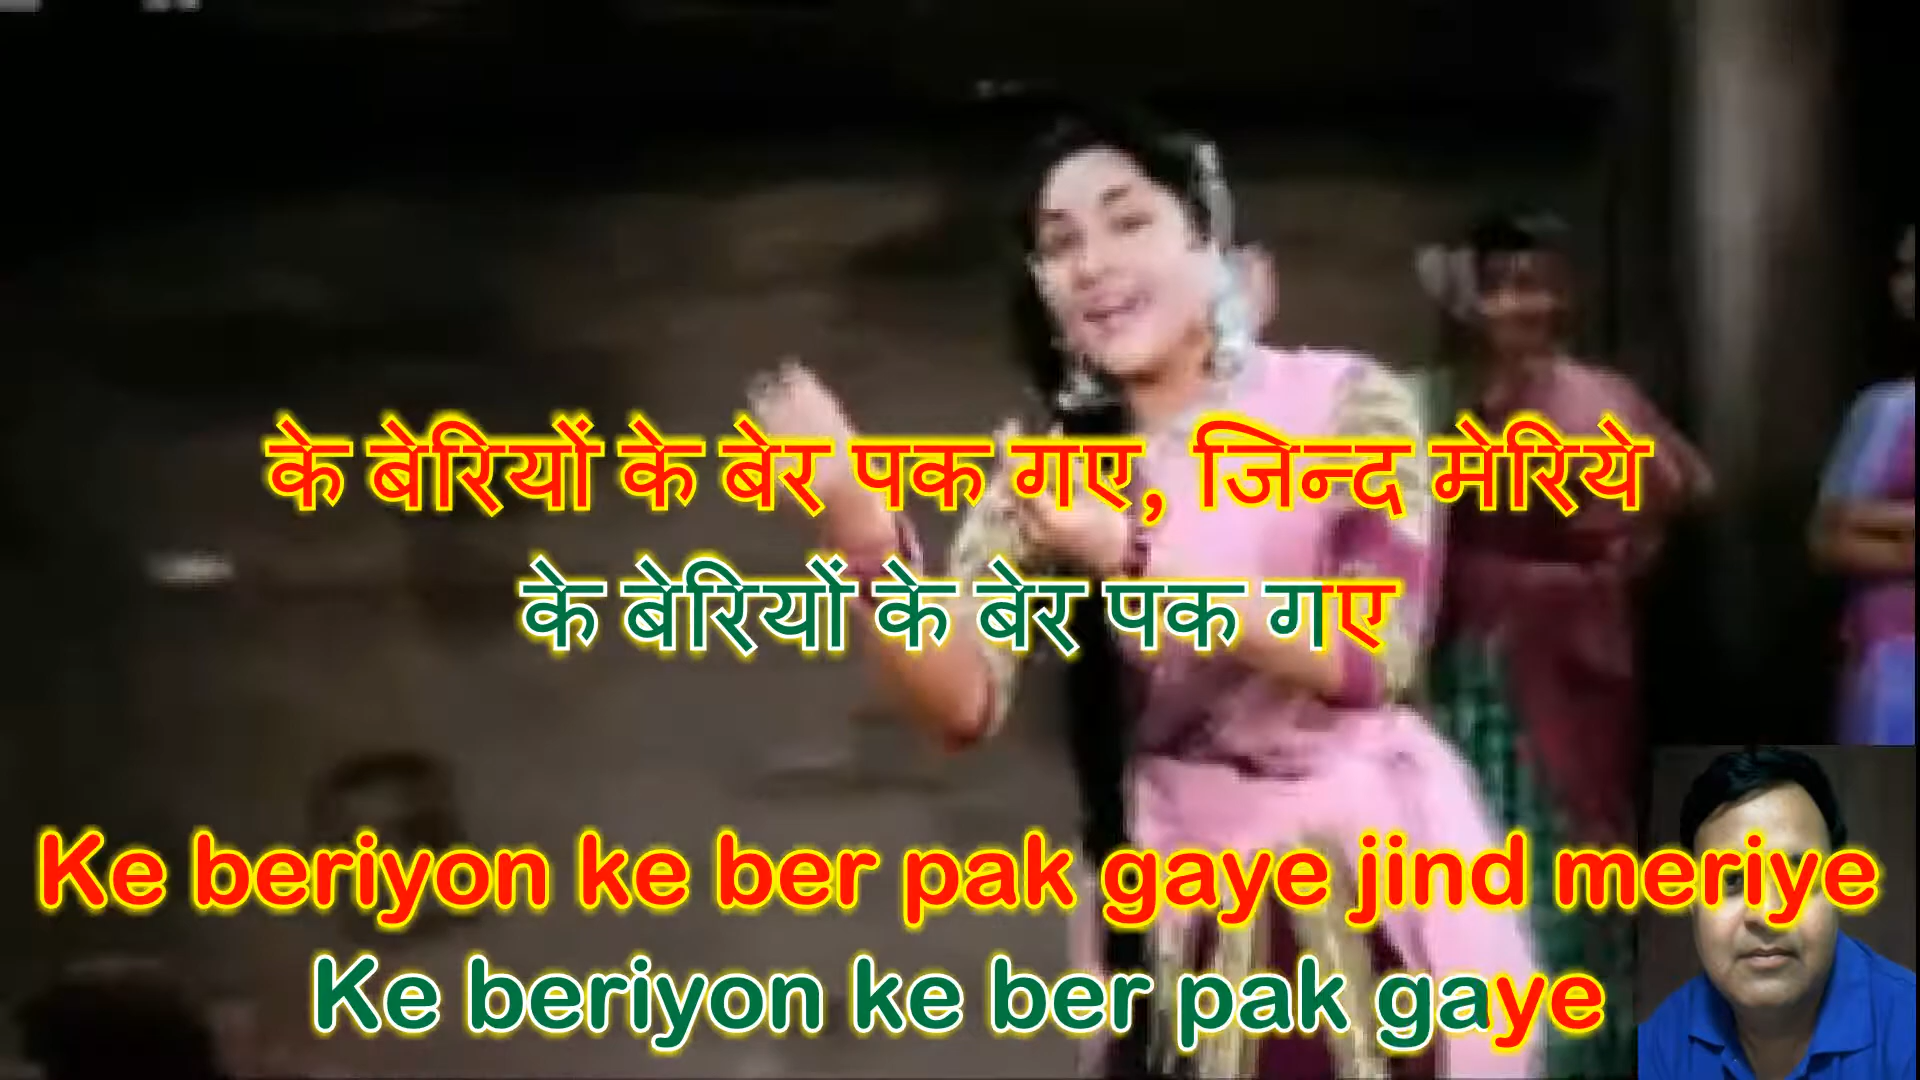 के बेरियों के बेर पक गए, जिन्द मेरिये
के बेरियों के बेर पक गए
Ke beriyon ke ber pak gaye jind meriye
Ke beriyon ke ber pak gaye